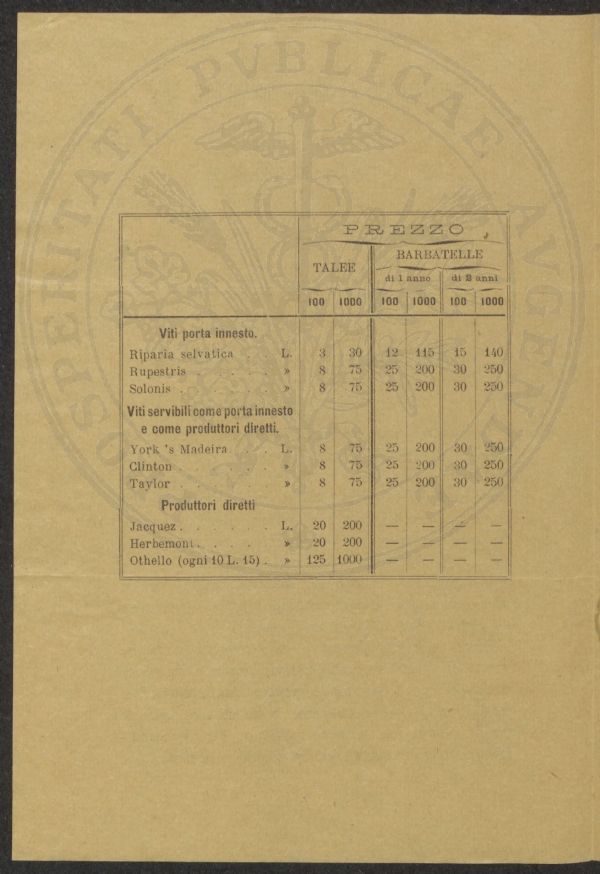 PROSPERITATI PVBLICAE AVGENDAE
PREZZO
TALEE BARBATELLE
di 1 anno di 2 anni
100 1000 100 1000 100 1000
Viti porta innesto.
Riparia selvatica . . L. 3 30 12 115 15 140
Rupestris . . . . » 8 75 25 200 30 250
Solonis . . . . . » 8 75 25 200 30 250
Viti servibili come porta innesto
e come produttori diretti.
York 's Madeira . . L. 8 75 25 200 30 250
Clinton . . . . » 8 75 25 200 30 250
Taylor . . . . . » 8 75 25 200 30 250
Produttori diretti
Jacquez . . . . . L. 20 200 — — — —
Herbemont . . . . » 20 200 — — — —
Othello (ogni 10 L. 15) . » 125 1000 — — — —